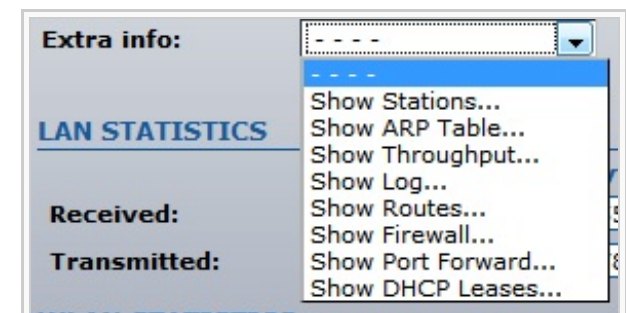 Extra info:
- - - -
- - - -
Show Stations...
LAN STATISTICS
Show ARP Table...
Show Throughput...
Show Log...
Received:
Show Routes...
Show Firewall...
Transmitted:
Show Port Forward...
Show DHCP Leases...